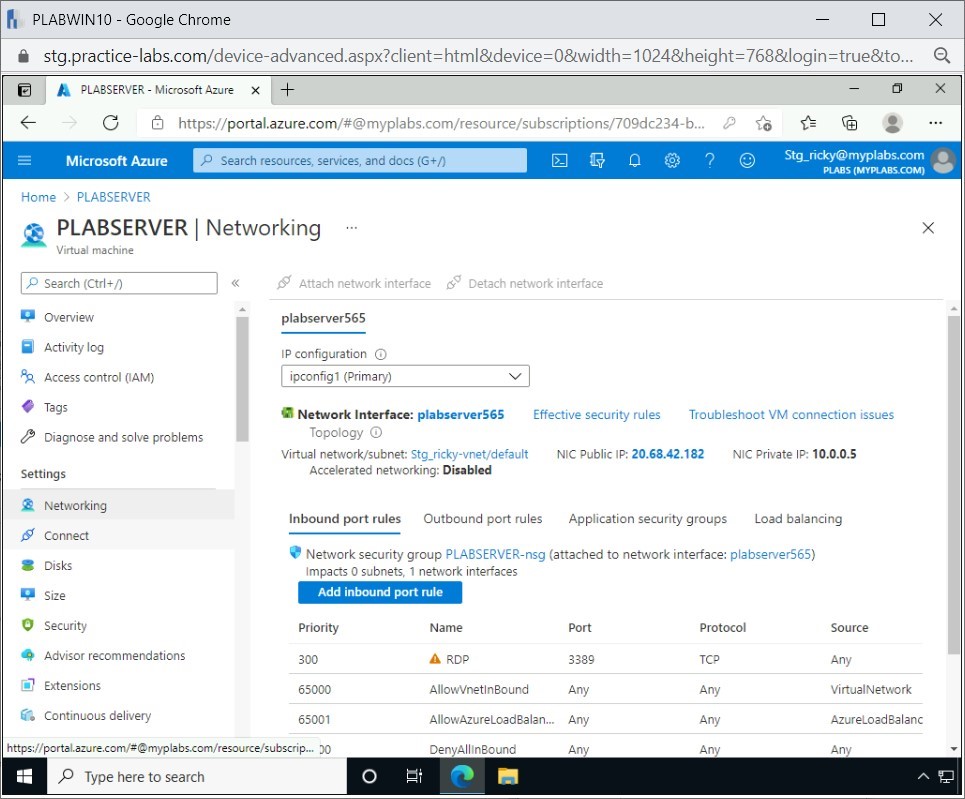 PLABWIN10 - Google Chrome
stg.practice-labs.com/device-advanced.aspx?client=html&device=0&width=1024&height=768&login=true&to...
PLABSERVER - Microsoft Azure
https://portal.azure.com/#@myplabs.com/resource/subscriptions/709dc234-b...
Microsoft Azure
Search resources, services, and docs (G+/)
Stg_ricky@myplabs.com
PLABS (MYPLABS.COM)
Home > PLABSERVER
PLABSERVER | Networking ...
Virtual machine
Search (Ctrl+/)
«
Attach network interface
Detach network interface
Overview
Activity log
Access control (IAM)
Tags
Diagnose and solve problems
Settings
Networking
Connect
Disks
Size
Security
Advisor recommendations
Extensions
Continuous delivery
plabserver565
IP configuration
ipconfig1 (Primary)
Network Interface: plabserver565 Effective security rules Troubleshoot VM connection issues
Topology
Virtual network/subnet: Stg_ricky-vnet/default NIC Public IP: 20.68.42.182 NIC Private IP: 10.0.0.5
Accelerated networking: Disabled
Inbound port rules Outbound port rules Application security groups Load balancing
Network security group PLABSERVER-nsg (attached to network interface: plabserver565)
Impacts 0 subnets, 1 network interfaces
Add inbound port rule
Priority Name Port Protocol Source
300 RDP 3389 TCP Any
65000 AllowVnetInBound Any Any VirtualNetwork
65001 AllowAzureLoadBalan... Any Any AzureLoadBalanc
00 DenyAllInBound Any Any Any
https://portal.azure.com/#@myplabs.com/resource/subscrip...
Type here to search